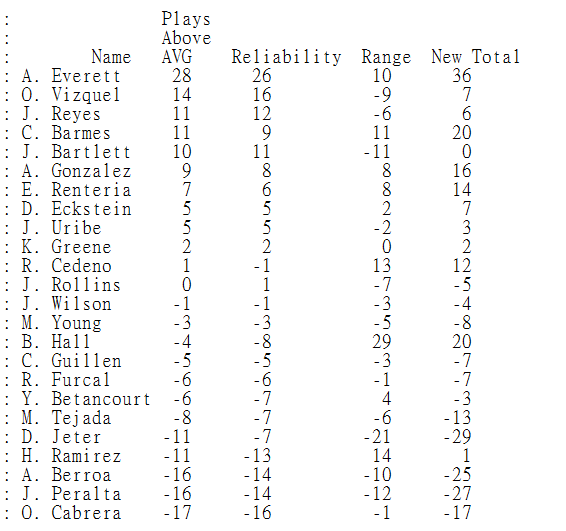 : Plays
: Above
: Name AVG Reliability Range New Total
: A. Everett 28 26 10 36
: O. Vizquel 14 16 -9 7
: J. Reyes 11 12 -6 6
: C. Barmes 11 9 11 20
: J. Bartlett 10 11 -11 0
: A. Gonzalez 9 8 8 16
: E. Renteria 7 6 8 14
: D. Eckstein 5 5 2 7
: J. Uribe 5 5 -2 3
: K. Greene 2 2 0 2
: R. Cedeno 1 -1 13 12
: J. Rollins 0 1 -7 -5
: J. Wilson -1 -1 -3 -4
: M. Young -3 -3 -5 -8
: B. Hall -4 -8 29 20
: C. Guillen -5 -5 -3 -7
: R. Furcal -6 -6 -1 -7
: Y. Betancourt -6 -7 4 -3
: M. Tejada -8 -7 -6 -13
: D. Jeter -11 -7 -21 -29
: H. Ramirez -11 -13 14 1
: A. Berroa -16 -14 -10 -25
: J. Peralta -16 -14 -12 -27
: O. Cabrera -17 -16 -1 -17